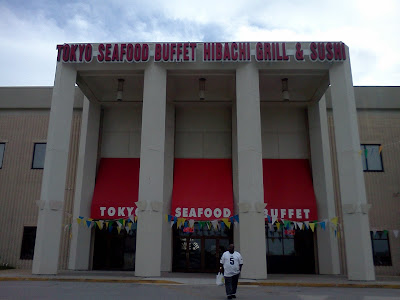 TOKYO SEAFOOD BUFFET HIBACHI GRILL & SUSHI
TOKYO SEAFOOD BUFFET
5